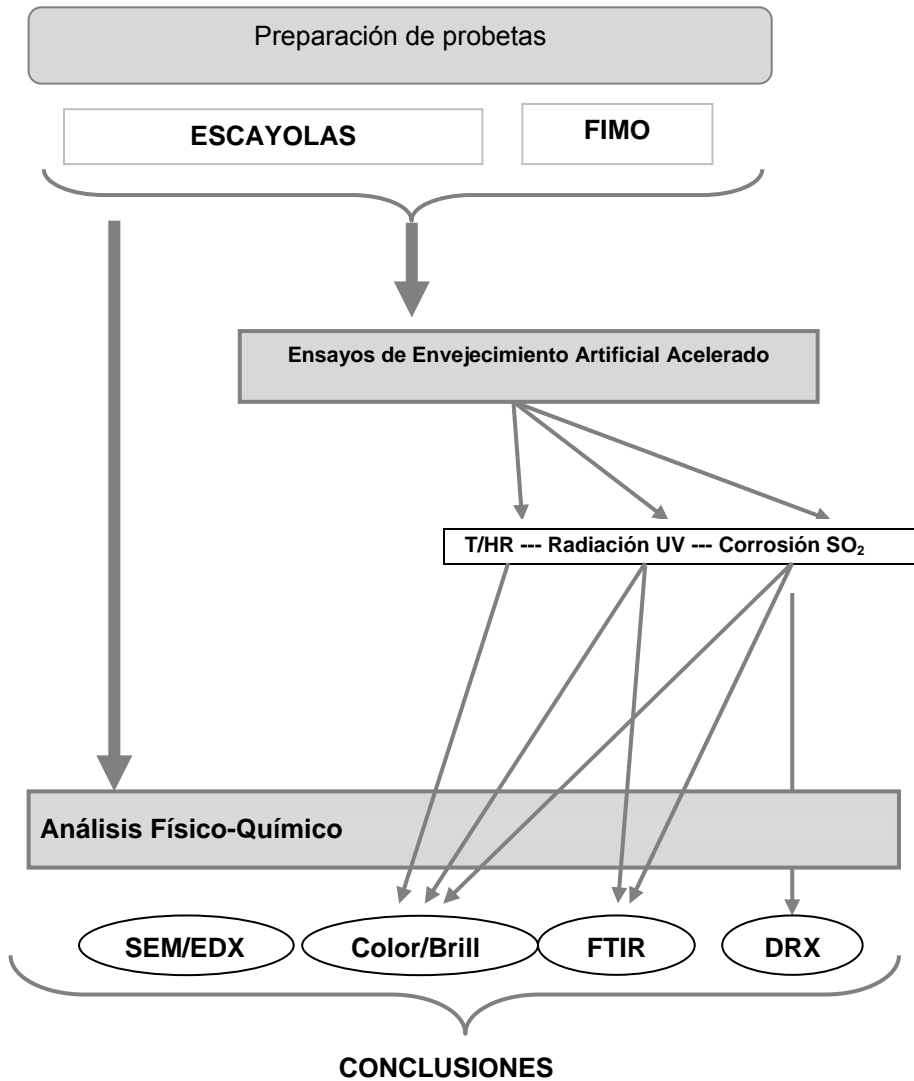 Preparación de probetas
ESCAYOLAS
FIMO
Ensayos de Envejecimiento Artificial Acelerado
T/HR --- Radiación UV --- Corrosión SO₂
Análisis Físico-Químico
SEM/EDX
Color/Brill
FTIR
DRX
CONCLUSIONES